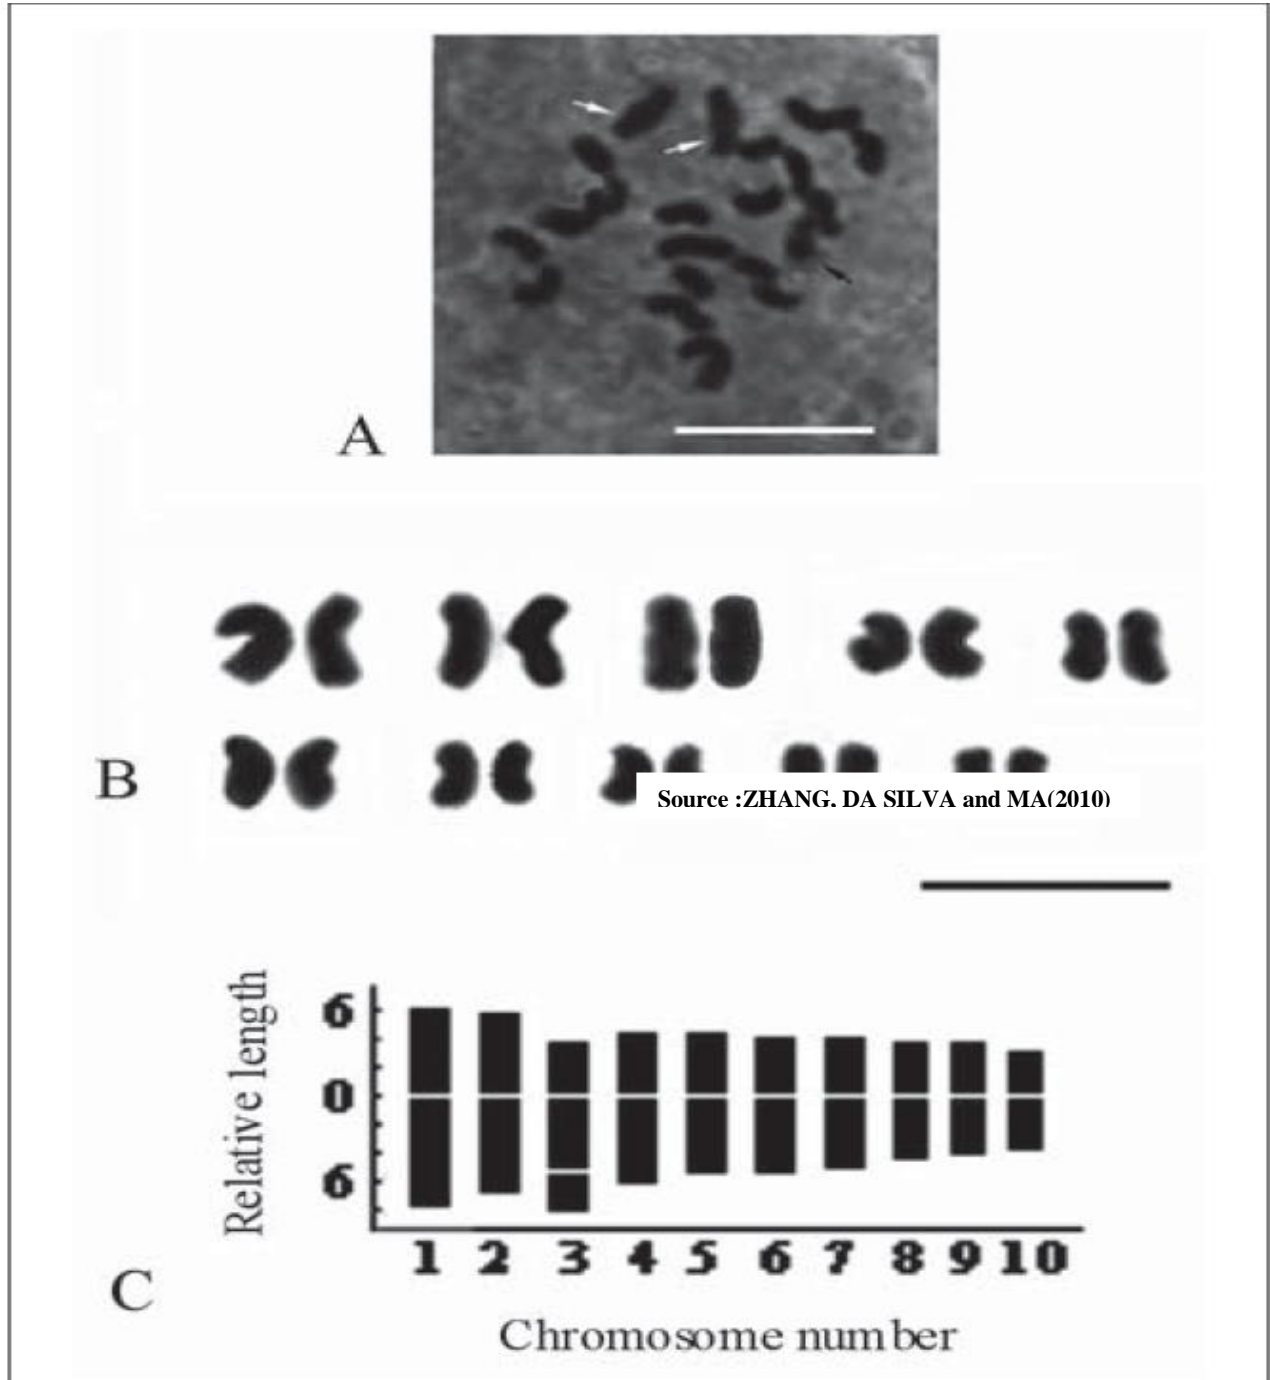 A
B
Source :ZHANG, DA SILVA and MA(2010)
Relative length
6
0
6
1 2 3 4 5 6 7 8 9 10
C
Chromosome number